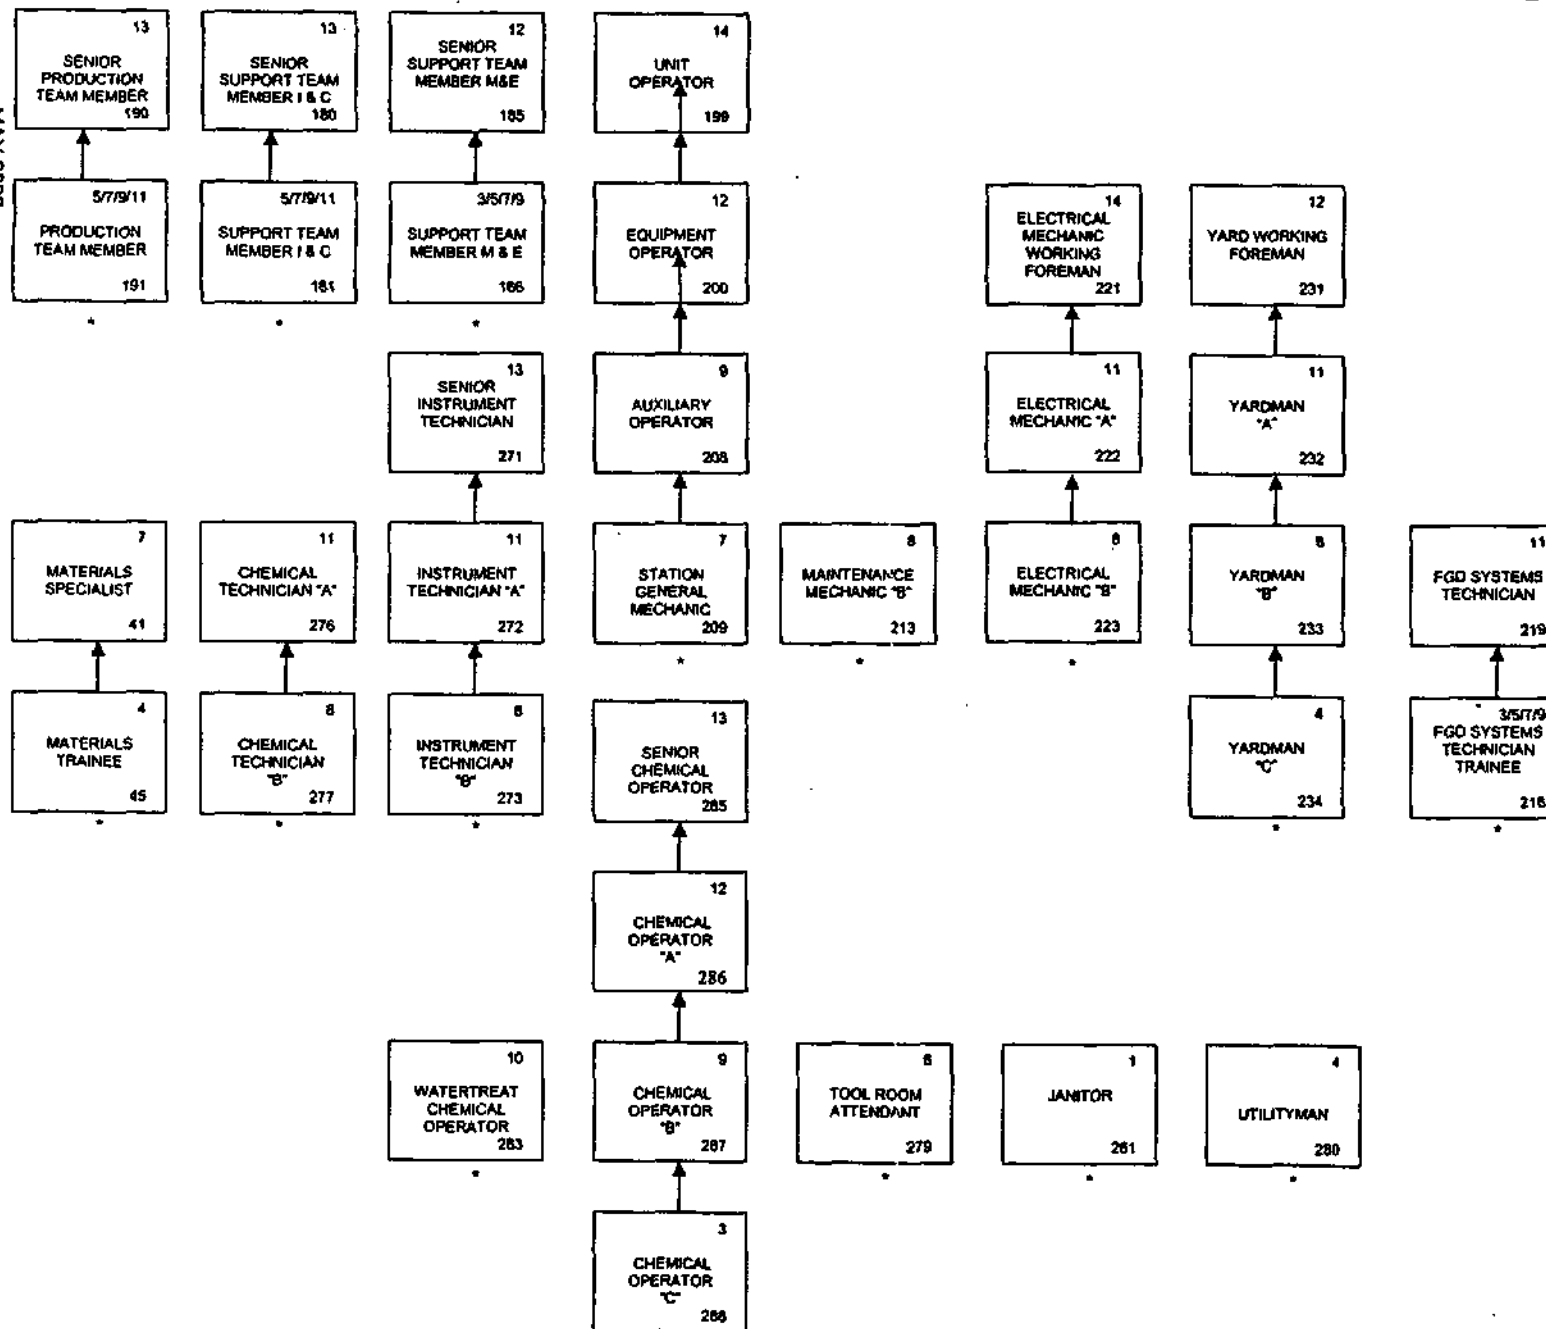 13
SENIOR
PRODUCTION
TEAM MEMBER
190
13
SENIOR
SUPPORT TEAM
MEMBER I & C
180
12
SENIOR
SUPPORT TEAM
MEMBER M&E
185
14
UNIT
OPERATOR
199
5/7/9/11
PRODUCTION
TEAM MEMBER
191
*
5/7/9/11
SUPPORT TEAM
MEMBER I & C
181
*
3/5/7/9
SUPPORT TEAM
MEMBER M & E
186
*
12
EQUIPMENT
OPERATOR
200
14
ELECTRICAL
MECHANIC
WORKING
FOREMAN
221
12
YARD WORKING
FOREMAN
231
13
SENIOR
INSTRUMENT
TECHNICIAN
271
9
AUXILIARY
OPERATOR
208
11
ELECTRICAL
MECHANIC "A"
222
11
YARDMAN
"A"
232
7
MATERIALS
SPECIALIST
41
11
CHEMICAL
TECHNICIAN "A"
276
11
INSTRUMENT
TECHNICIAN "A"
272
7
STATION
GENERAL
MECHANIC
209
*
8
MAINTENANCE
MECHANIC "B"
213
*
8
ELECTRICAL
MECHANIC "B"
223
*
8
YARDMAN
"B"
233
11
FGD SYSTEMS
TECHNICIAN
219
4
MATERIALS
TRAINEE
45
*
8
CHEMICAL
TECHNICIAN
"B"
277
*
8
INSTRUMENT
TECHNICIAN
"B"
273
*
13
SENIOR
CHEMICAL
OPERATOR
285
4
YARDMAN
"C"
234
*
3/5/7/9
FGD SYSTEMS
TECHNICIAN
TRAINEE
218
*
12
CHEMICAL
OPERATOR
"A"
286
10
WATERTREAT
CHEMICAL
OPERATOR
283
*
9
CHEMICAL
OPERATOR
"B"
287
6
TOOL ROOM
ATTENDANT
279
*
1
JANITOR
281
*
4
UTILITYMAN
280
*
3
CHEMICAL
OPERATOR
"C"
288